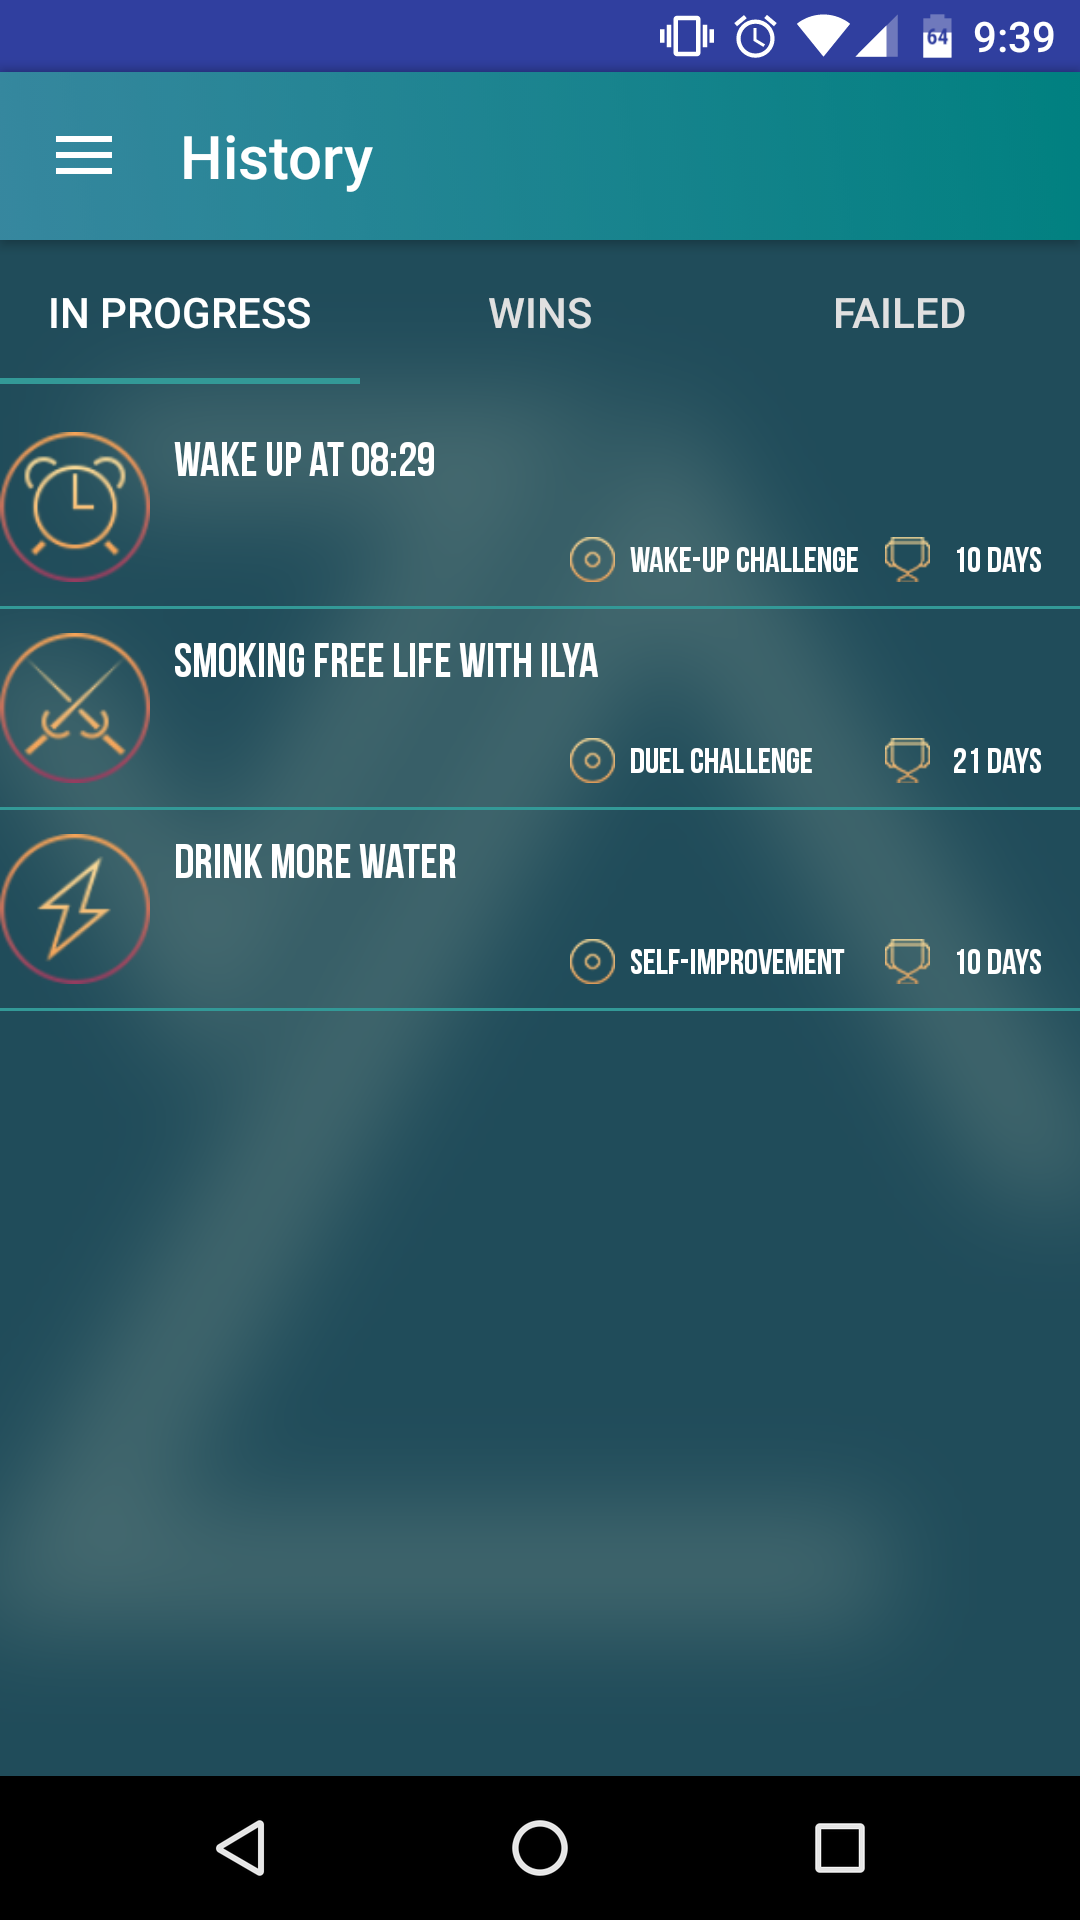 64 9:39
History
IN PROGRESS WINS FAILED
WAKE UP AT 08:29
WAKE-UP CHALLENGE 10 DAYS
SMOKING FREE LIFE WITH ILYA
DUEL CHALLENGE 21 DAYS
DRINK MORE WATER
SELF-IMPROVEMENT 10 DAYS